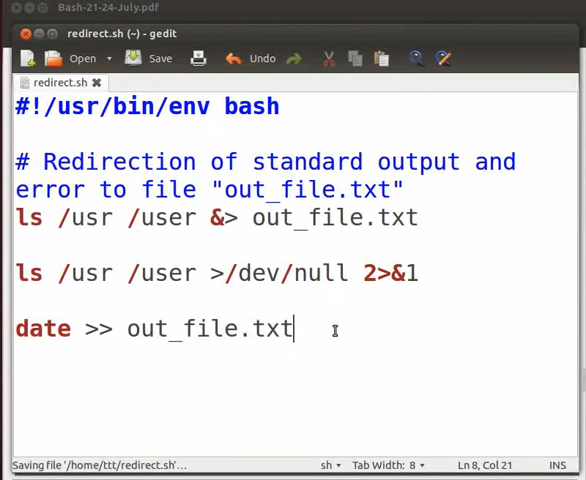 Bash-21-24-July.pdf
redirect.sh (~) - gedit
Open Save Undo
redirect.sh
#!/usr/bin/env bash
# Redirection of standard output and
error to file "out_file.txt"
ls /usr /user &> out_file.txt
ls /usr /user >/dev/null 2>&1
date >> out_file.txt
Saving file '/home/ttt/redirect.sh'... sh Tab Width: 8 Ln 8, Col 21 INS